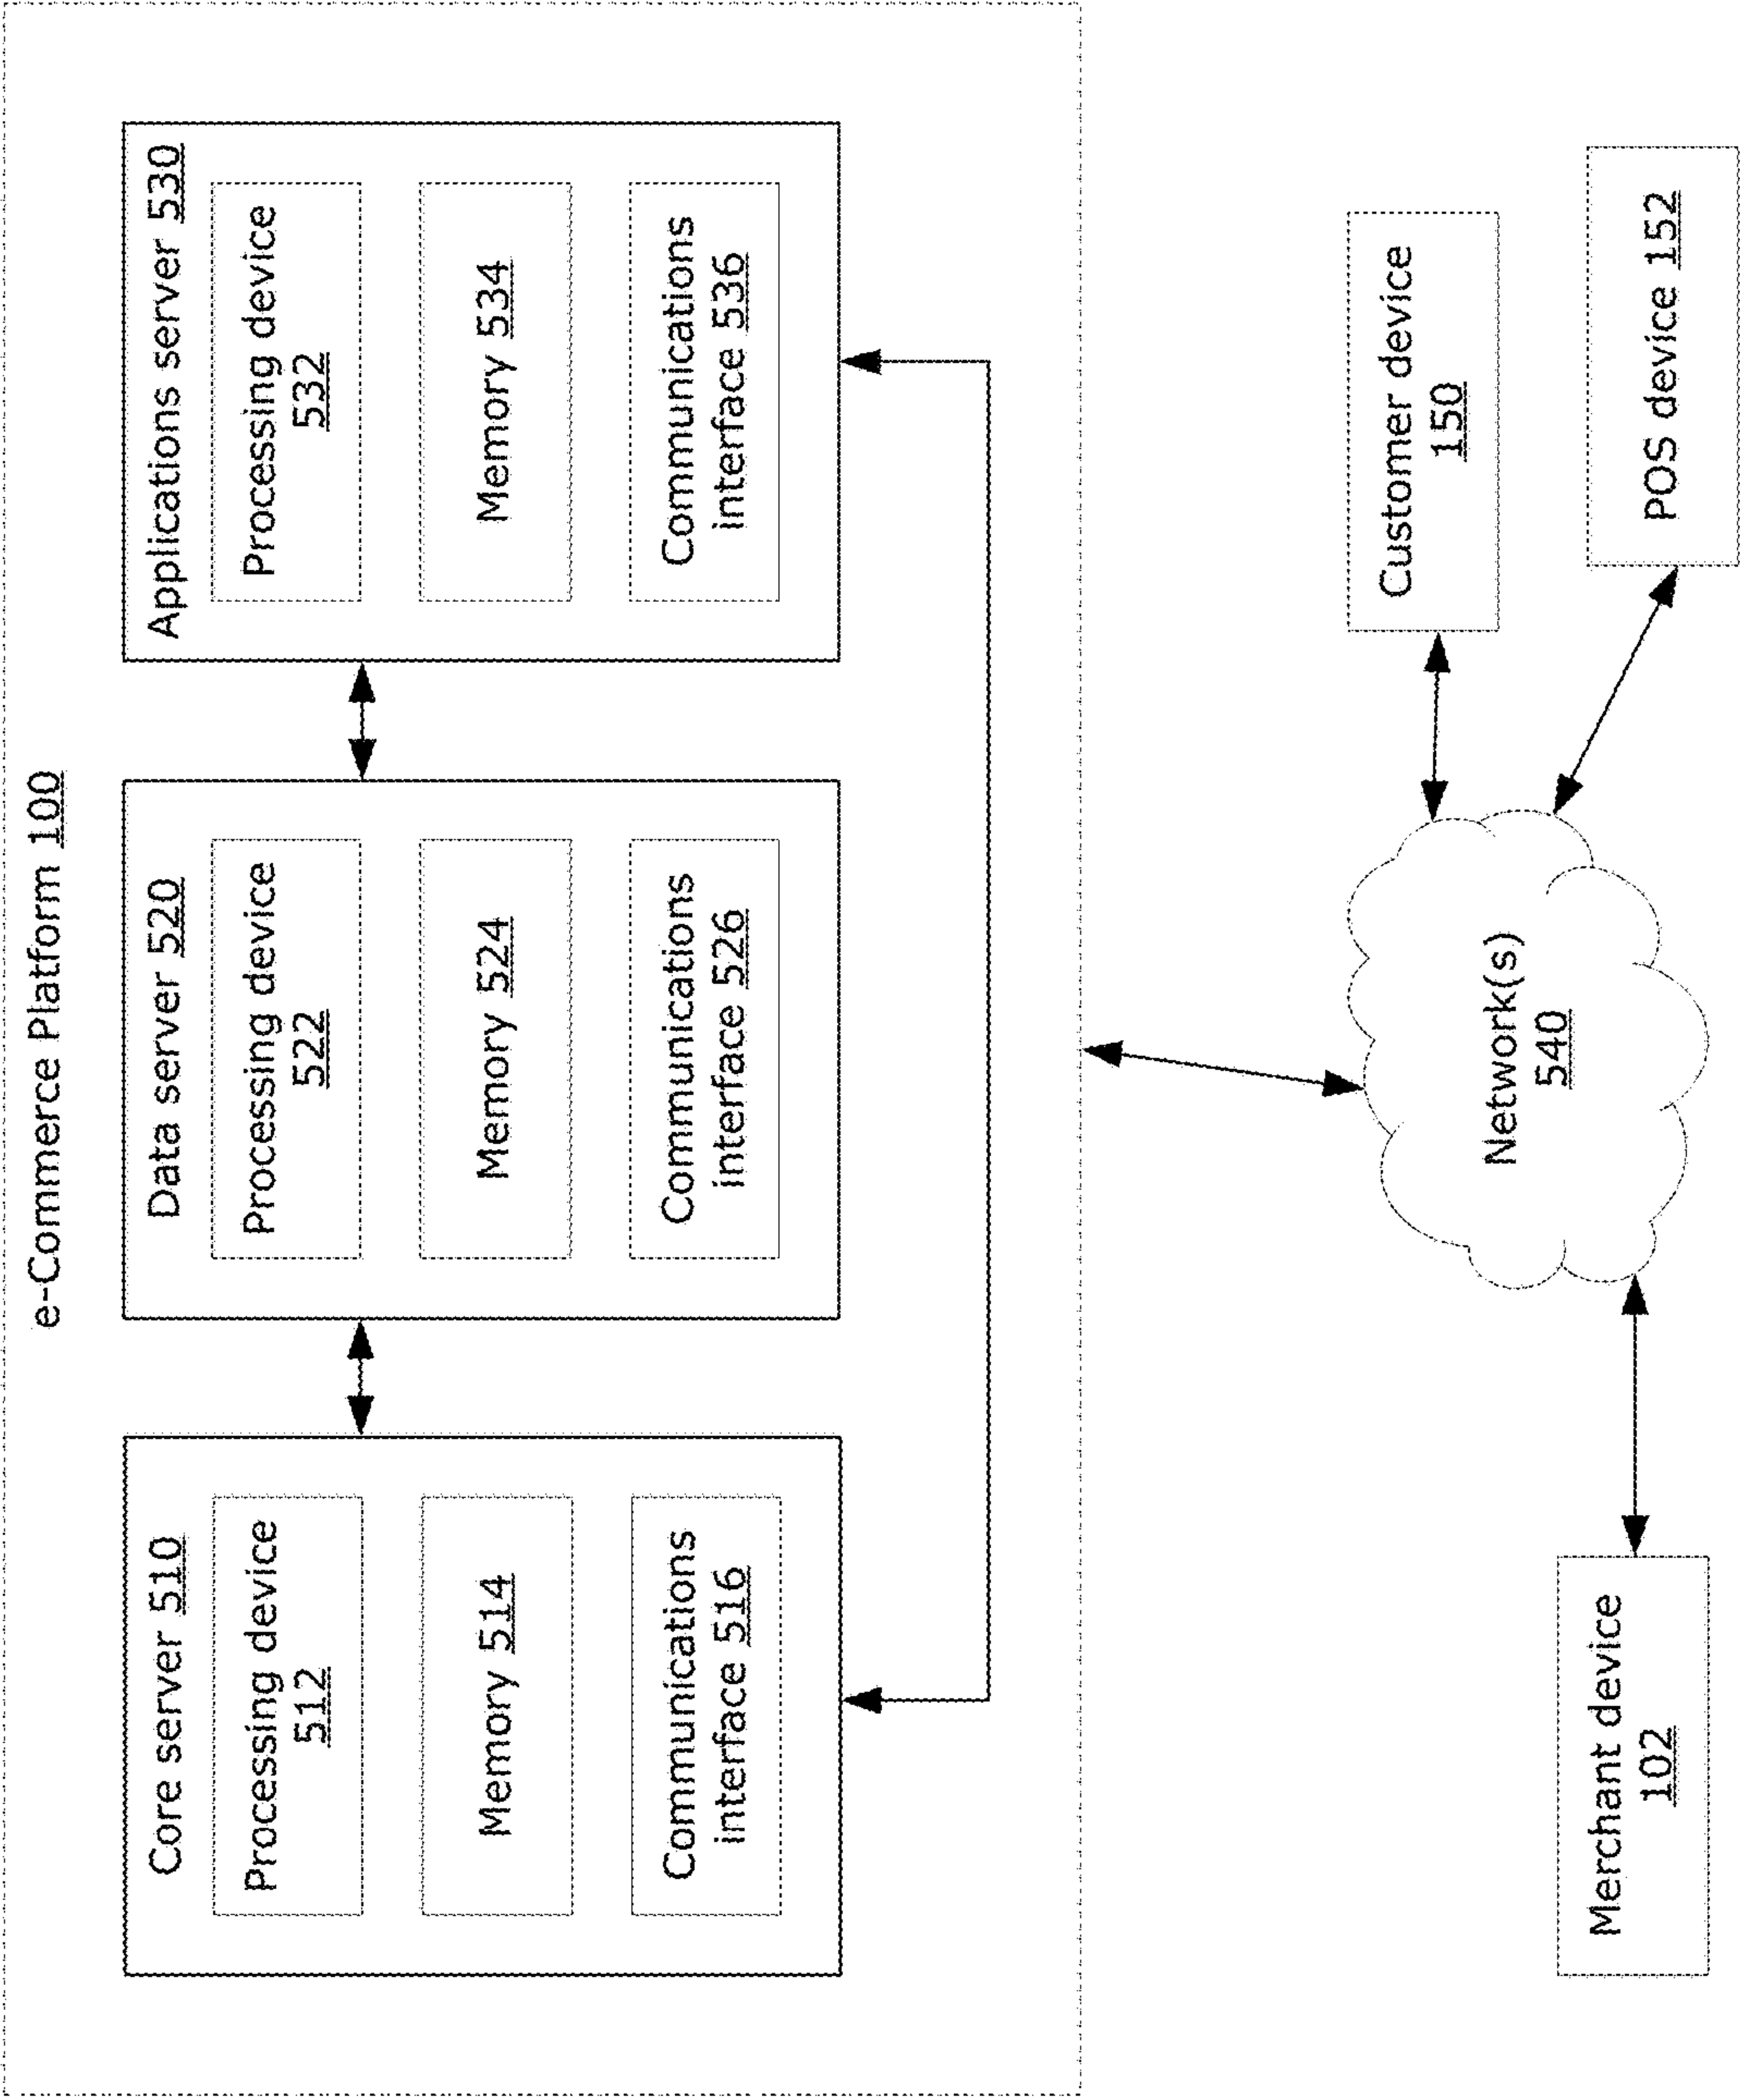 e-Commerce Platform 100
Core server 510
Processing device
512
Memory 514
Communications
interface 516
Data server 520
Processing device
522
Memory 524
Communications
interface 526
Applications server 530
Processing device
532
Memory 534
Communications
interface 536
Merchant device
102
Network(s)
540
Customer device
150
POS device 152